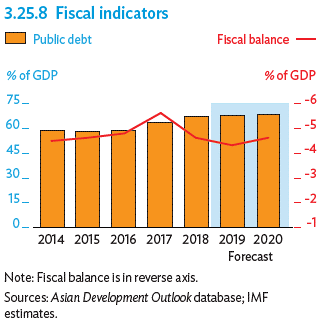 3.25.8 Fiscal indicators
Public debt
Fiscal balance
% of GDP
% of GDP
75
-6
60
-5
45
-4
30
-3
15
-2
0
-1
2014 2015 2016 2017 2018 2019 2020
Forecast
Note: Fiscal balance is in reverse axis.
Sources: Asian Development Outlook database; IMF
estimates.